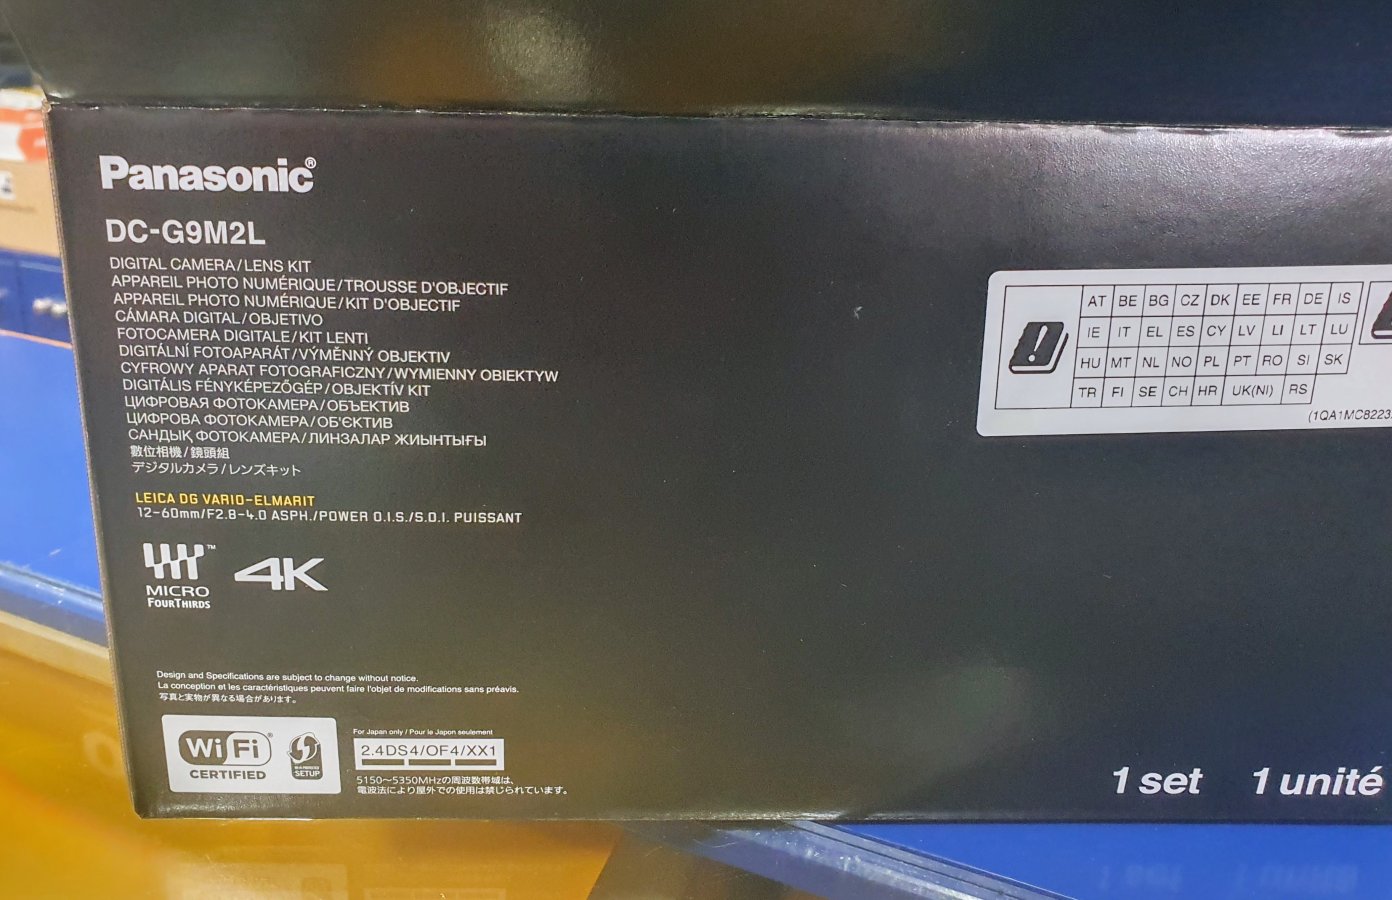 Panasonic®
DC-G9M2L
DIGITAL CAMERA/LENS KIT
APPAREIL PHOTO NUMÉRIQUE/TROUSSE D'OBJECTIF
APPAREIL PHOTO NUMÉRIQUE/KIT D'OBJECTIF
CÁMARA DIGITAL/OBJETIVO
FOTOCAMERA DIGITALE/KIT LENTI
DIGITÁLNÍ FOTOAPARÁT/VÝMĚNNÝ OBJEKTIV
CYFROWY APARAT FOTOGRAFICZNY/WYMIENNY OBIEKTYW
DIGITÁLIS FÉNYKÉPEZŐGÉP/OBJEKTÍV KIT
ЦИФРОВАЯ ФОТОКАМЕРА/ОБЪЕКТИВ
ЦИФРОВА ФОТОКАМЕРА/ОБ'ЄКТИВ
САНДЫҚ ФОТОКАМЕРА/ЛИНЗАЛАР ЖИЫНТЫҒЫ
數位相機/鏡頭組
デジタルカメラ/レンズキット
LEICA DG VARIO-ELMARIT
12-60mm/F2.8-4.0 ASPH./POWER O.I.S./S.O.I. PUISSANT
MICRO
FOURTHIRDS
™
4K
AT BE BG CZ DK EE FR DE IS
IE IT EL ES CY LV LI LT LU
HU MT NL NO PL PT RO SI SK
TR FI SE CH HR UK(NI) RS
(1QA1MC8223
Design and Specifications are subject to change without notice.
La conception et les caractéristiques peuvent faire l'objet de modifications sans préavis.
写真と実物が異なる場合があります。
Wi Fi®
CERTIFIED
WI-FI PROTECTED
SETUP
For Japan only / Pour le Japon seulement
2.4DS4/OF4/XX1
5150～5350MHzの周波数帯域は、
電波法により屋外での使用は禁じられています。
1 set 1 unité